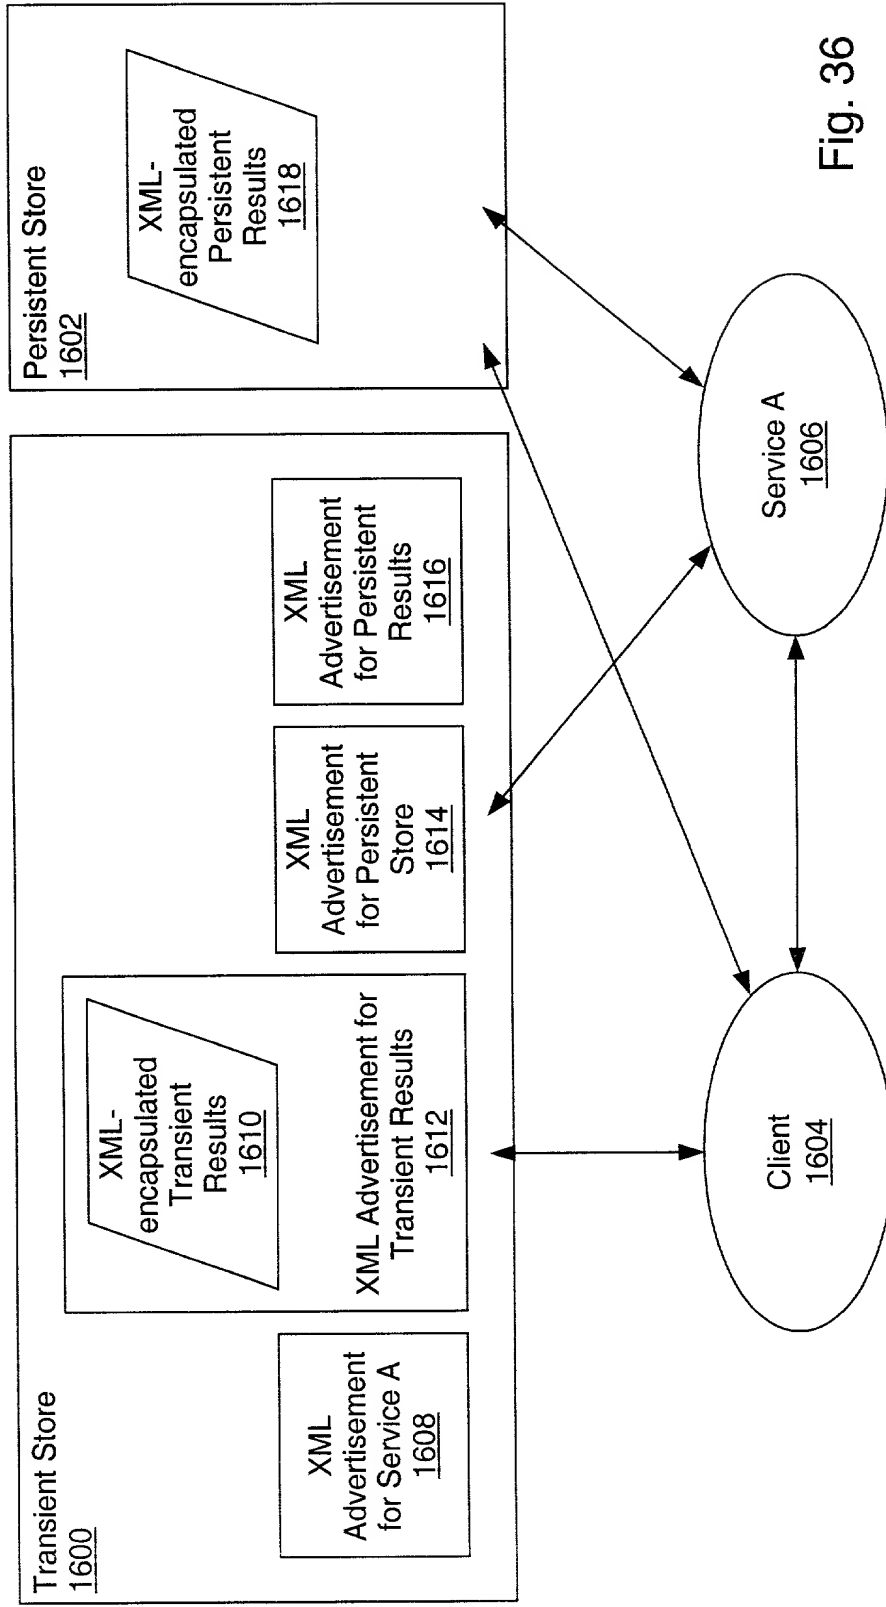 Transient Store
1600
XML
Advertisement
for Service A
1608
XML-
encapsulated
Transient
Results
1610
XML Advertisement for
Transient Results
1612
XML
Advertisement
for Persistent
Store
1614
XML
Advertisement
for Persistent
Results
1616
Persistent Store
1602
XML-
encapsulated
Persistent
Results
1618
Client
1604
Service A
1606
Fig. 36